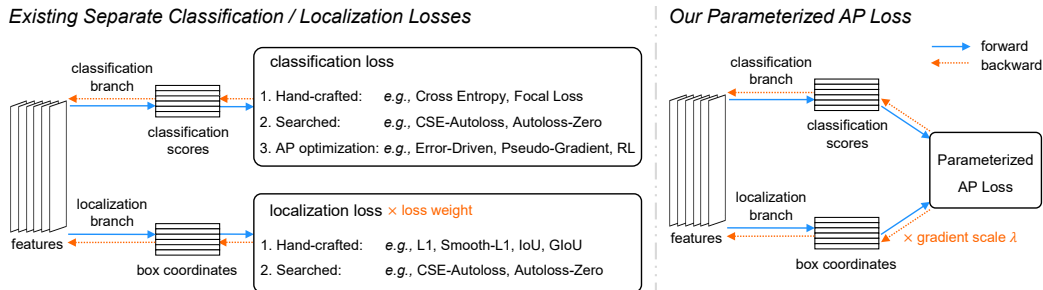 Existing Separate Classification / Localization Losses
classification
branch
classification
scores
features
localization
branch
box coordinates
classification loss
1. Hand-crafted: e.g., Cross Entropy, Focal Loss
2. Searched: e.g., CSE-Autoloss, Autoloss-Zero
3. AP optimization: e.g., Error-Driven, Pseudo-Gradient, RL
localization loss × loss weight
1. Hand-crafted: e.g., L1, Smooth-L1, IoU, GIoU
2. Searched: e.g., CSE-Autoloss, Autoloss-Zero
Our Parameterized AP Loss
forward
backward
classification
branch
classification
scores
features
localization
branch
box coordinates
Parameterized
AP Loss
× gradient scale λ